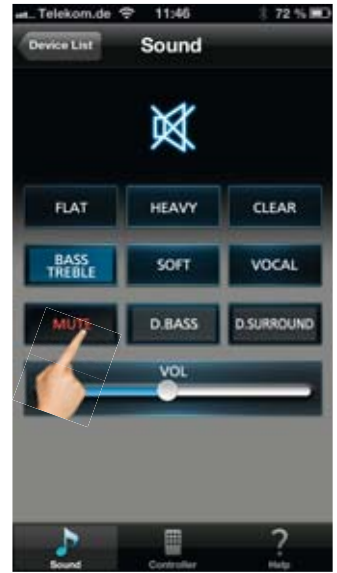 Telekom.de 11:46 72 %
Device List Sound
FLAT HEAVY CLEAR
BASS
TREBLE SOFT VOCAL
MUTE D.BASS D.SURROUND
VOL
Sound Controller Help